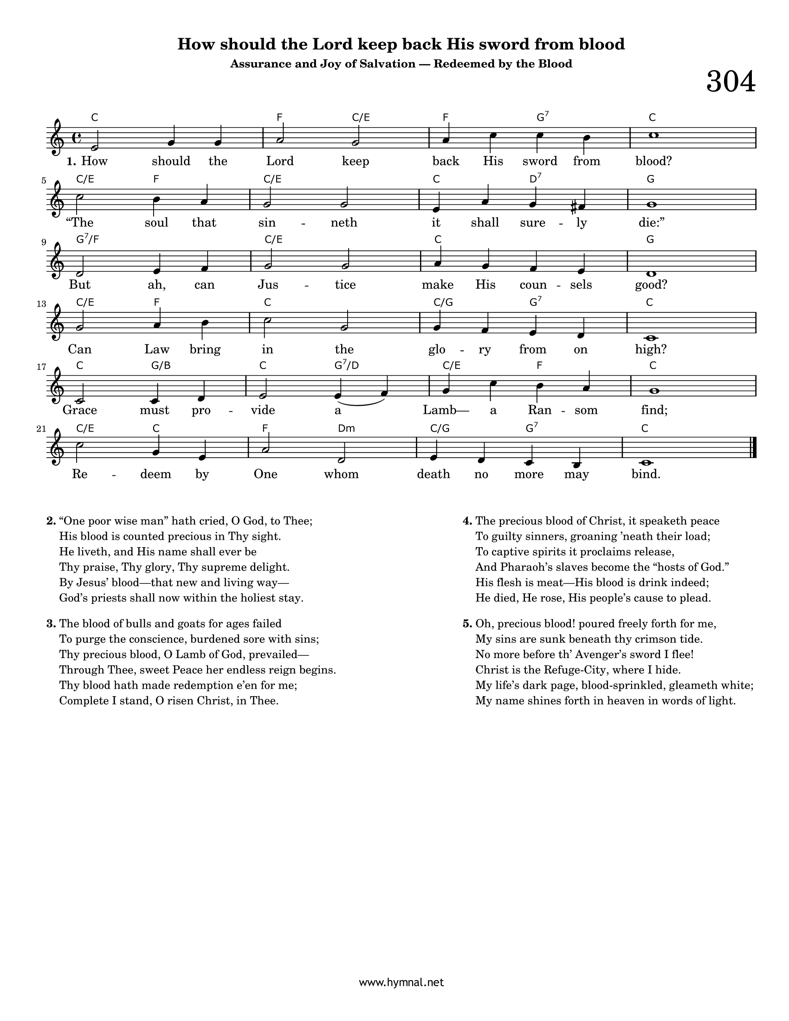 How should the Lord keep back His sword from blood
Assurance and Joy of Salvation — Redeemed by the Blood
304
C F C/E F G7 C
1. How should the Lord keep back His sword from blood?
5
C/E F C/E C D7 G
“The soul that sin - neth it shall sure - ly die:”
9
G7/F C/E C G
But ah, can Jus - tice make His coun - sels good?
13
C/E F C C/G G7 C
Can Law bring in the glo - ry from on high?
17
C G/B C G7/D C/E F C
Grace must pro - vide a Lamb— a Ran - som find;
21
C/E C F Dm C/G G7 C
Re - deem by One whom death no more may bind.
2. “One poor wise man” hath cried, O God, to Thee;
His blood is counted precious in Thy sight.
He liveth, and His name shall ever be
Thy praise, Thy glory, Thy supreme delight.
By Jesus’ blood—that new and living way—
God’s priests shall now within the holiest stay.
3. The blood of bulls and goats for ages failed
To purge the conscience, burdened sore with sins;
Thy precious blood, O Lamb of God, prevailed—
Through Thee, sweet Peace her endless reign begins.
Thy blood hath made redemption e’en for me;
Complete I stand, O risen Christ, in Thee.
4. The precious blood of Christ, it speaketh peace
To guilty sinners, groaning ’neath their load;
To captive spirits it proclaims release,
And Pharaoh’s slaves become the “hosts of God.”
His flesh is meat—His blood is drink indeed;
He died, He rose, His people’s cause to plead.
5. Oh, precious blood! poured freely forth for me,
My sins are sunk beneath thy crimson tide.
No more before th’ Avenger’s sword I flee!
Christ is the Refuge-City, where I hide.
My life’s dark page, blood-sprinkled, gleameth white;
My name shines forth in heaven in words of light.
www.hymnal.net